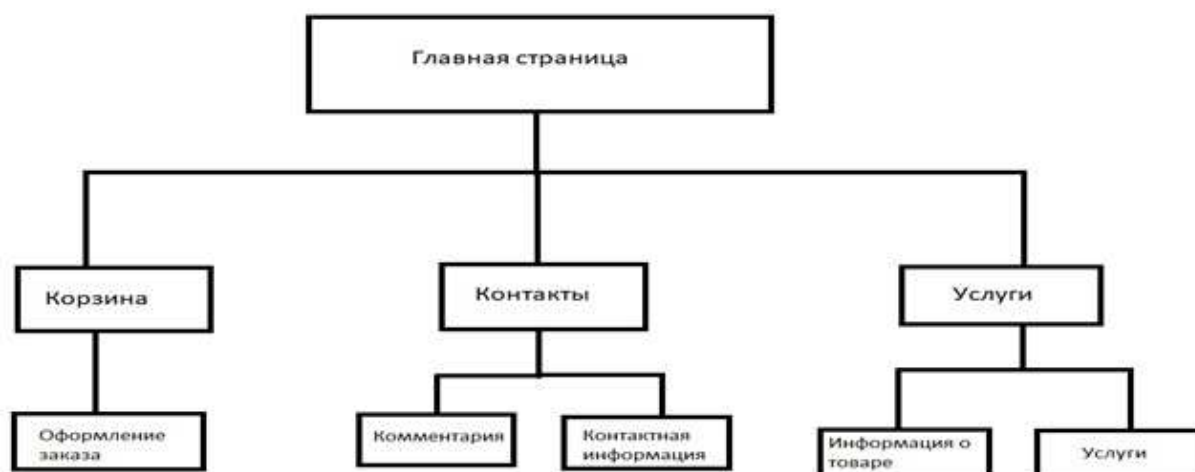 Главная страница
Корзина
Контакты
Услуги
Оформление
заказа
Комментария
Контактная
информация
Информация о
товаре
Услуги